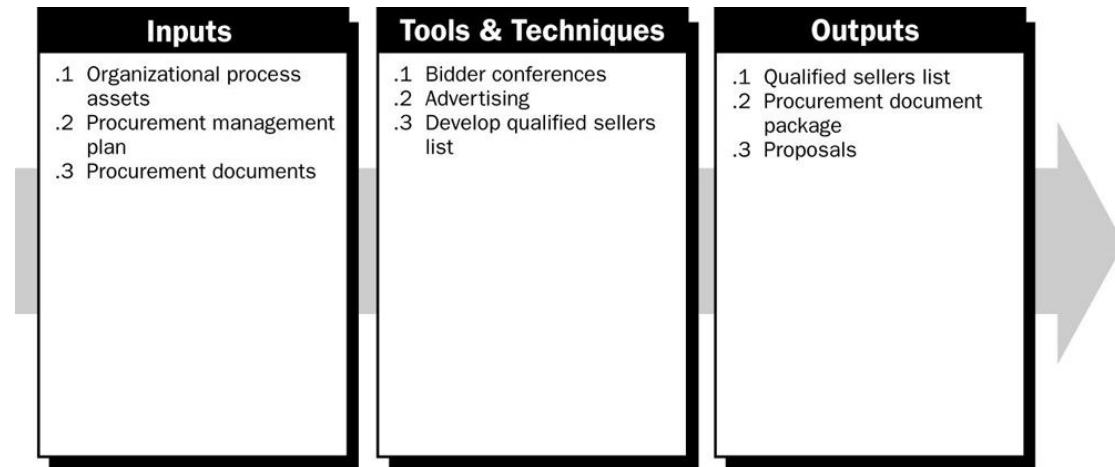 Inputs
.1 Organizational process
assets
.2 Procurement management
plan
.3 Procurement documents
Tools & Techniques
.1 Bidder conferences
.2 Advertising
.3 Develop qualified sellers
list
Outputs
.1 Qualified sellers list
.2 Procurement document
package
.3 Proposals